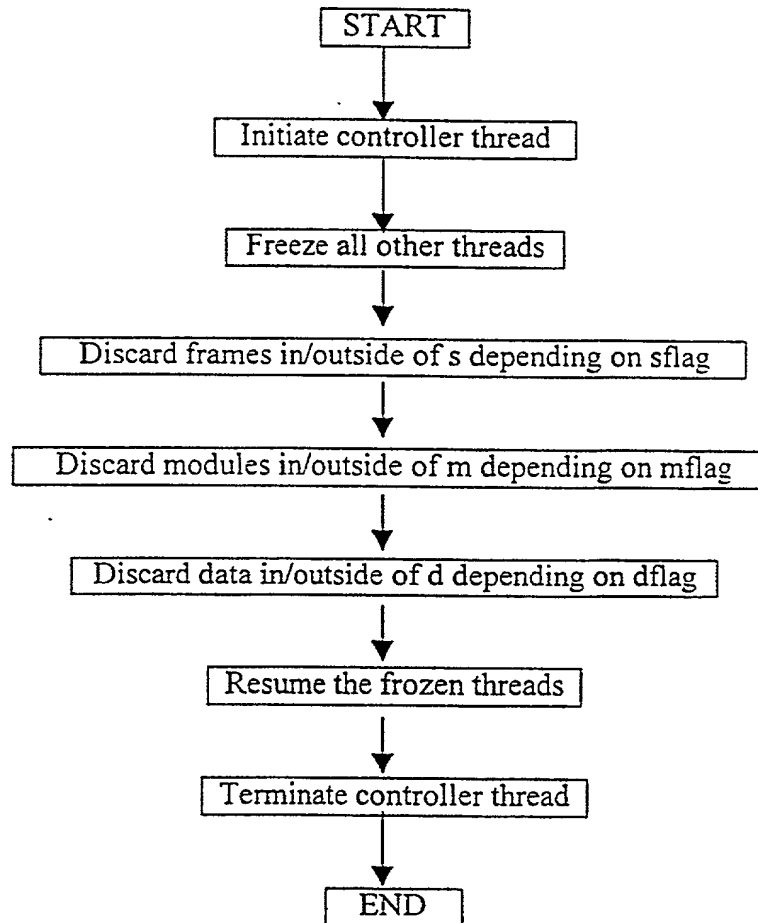 START
Initiate controller thread
Freeze all other threads
Discard frames in/outside of s depending on sflag
Discard modules in/outside of m depending on mflag
Discard data in/outside of d depending on dflag
Resume the frozen threads
Terminate controller thread
END